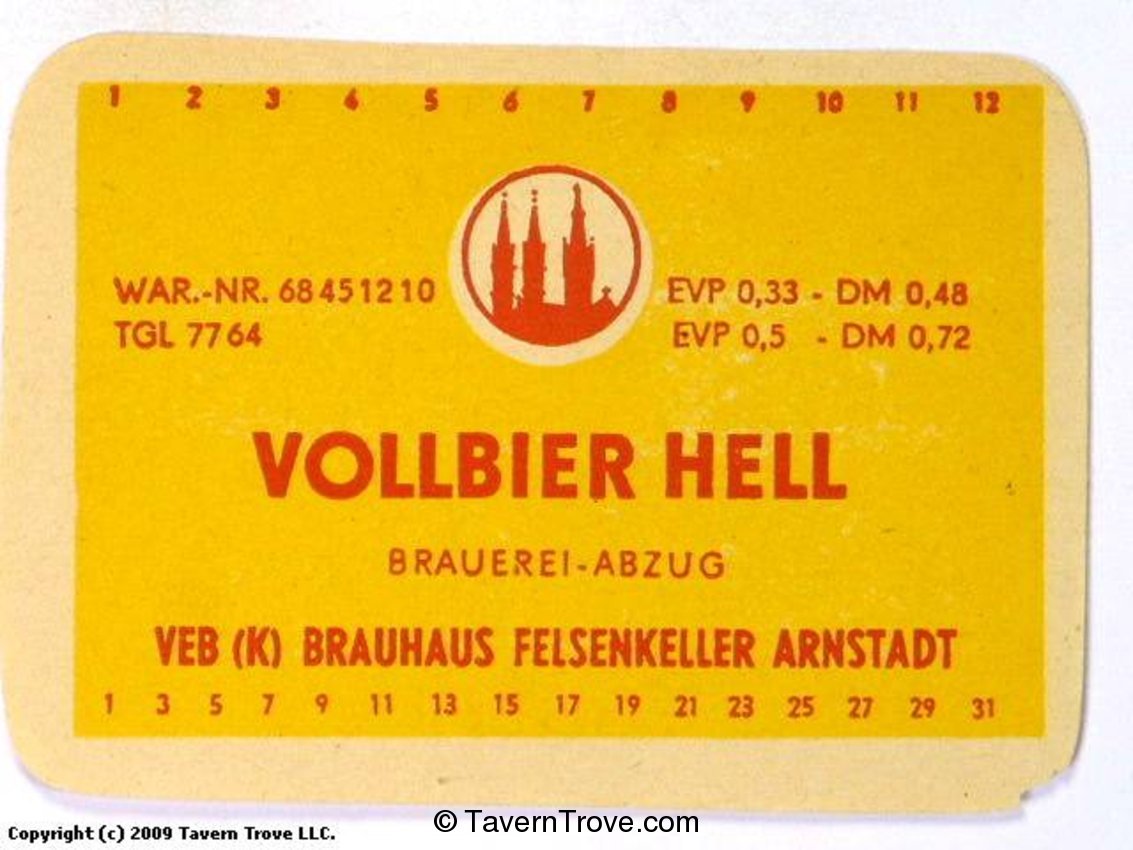 1 2 3 4 5 6 7 8 9 10 11 12
WAR.-NR. 68451210
TGL 7764
EVP 0,33 - DM 0,48
EVP 0,5 - DM 0,72
VOLLBIER HELL
BRAUEREI-ABZUG
VEB (K) BRAUHAUS FELSENKELLER ARNSTADT
1 3 5 7 9 11 13 15 17 19 21 23 25 27 29 31
© TavernTrove.com
Copyright (c) 2009 Tavern Trove LLC.